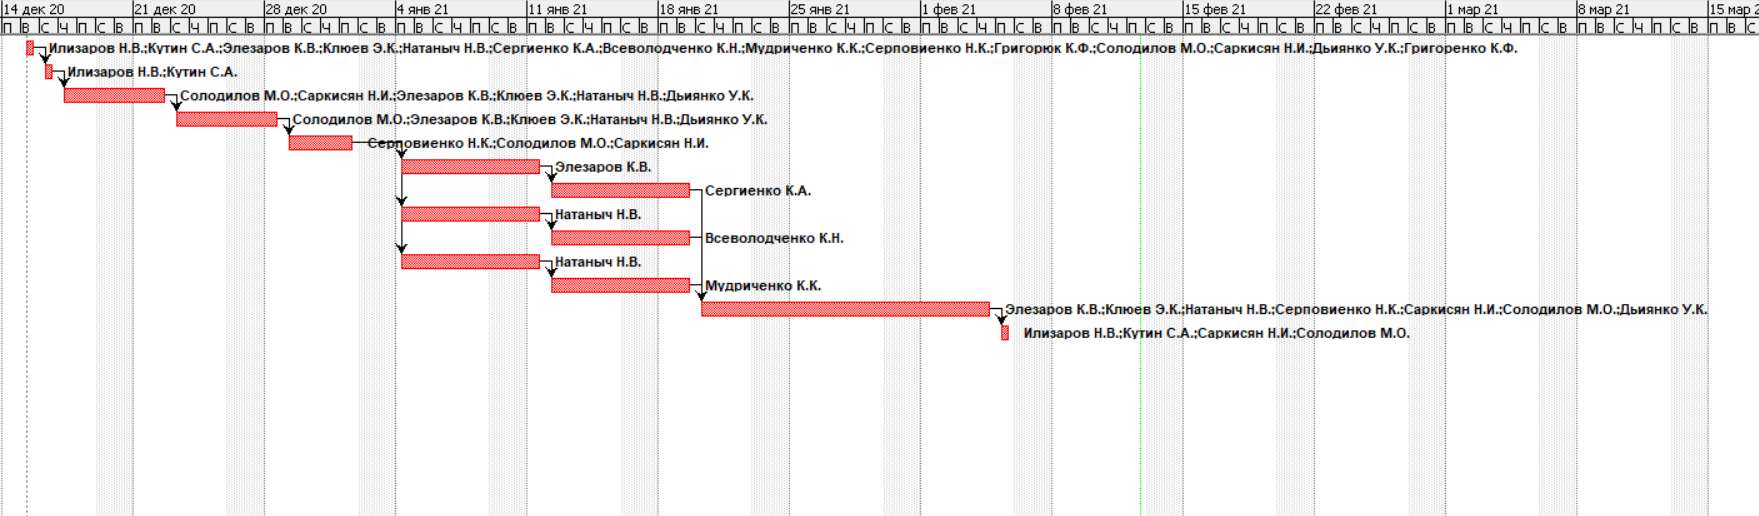 14 дек 20 21 дек 20 28 дек 20 4 янв 21 11 янв 21 18 янв 21 25 янв 21 1 фев 21 8 фев 21 15 фев 21 22 фев 21 1 мар 21 8 мар 21 15 мар 2
П В С Ч П С В П В С Ч П С В П В С Ч П С В П В С Ч П С В П В С Ч П С В П В С Ч П С В П В С Ч П С В П В С Ч П С В П В С Ч П С В П В С Ч П С В П В С Ч П С В П В С Ч П С В П В С Ч П С В П В С
Илизаров Н.В.;Кутин С.А.;Элезаров К.В.;Клюев Э.К.;Натаныч Н.В.;Сергиенко К.А.;Всеволодченко К.Н.;Мудриченко К.К.;Серповиенко Н.К.;Григорюк К.Ф.;Солодилов М.О.;Саркисян Н.И.;Дьиянко У.К.;Григоренко К.Ф.
Илизаров Н.В.;Кутин С.А.
Солодилов М.О.;Саркисян Н.И.;Элезаров К.В.;Клюев Э.К.;Натаныч Н.В.;Дьиянко У.К.
Солодилов М.О.;Элезаров К.В.;Клюев Э.К.;Натаныч Н.В.;Дьиянко У.К.
Серповиенко Н.К.;Солодилов М.О.;Саркисян Н.И.
Элезаров К.В.
Сергиенко К.А.
Натаныч Н.В.
Всеволодченко К.Н.
Натаныч Н.В.
Мудриченко К.К.
Элезаров К.В.;Клюев Э.К.;Натаныч Н.В.;Серповиенко Н.К.;Саркисян Н.И.;Солодилов М.О.;Дьиянко У.К.
Илизаров Н.В.;Кутин С.А.;Саркисян Н.И.;Солодилов М.О.